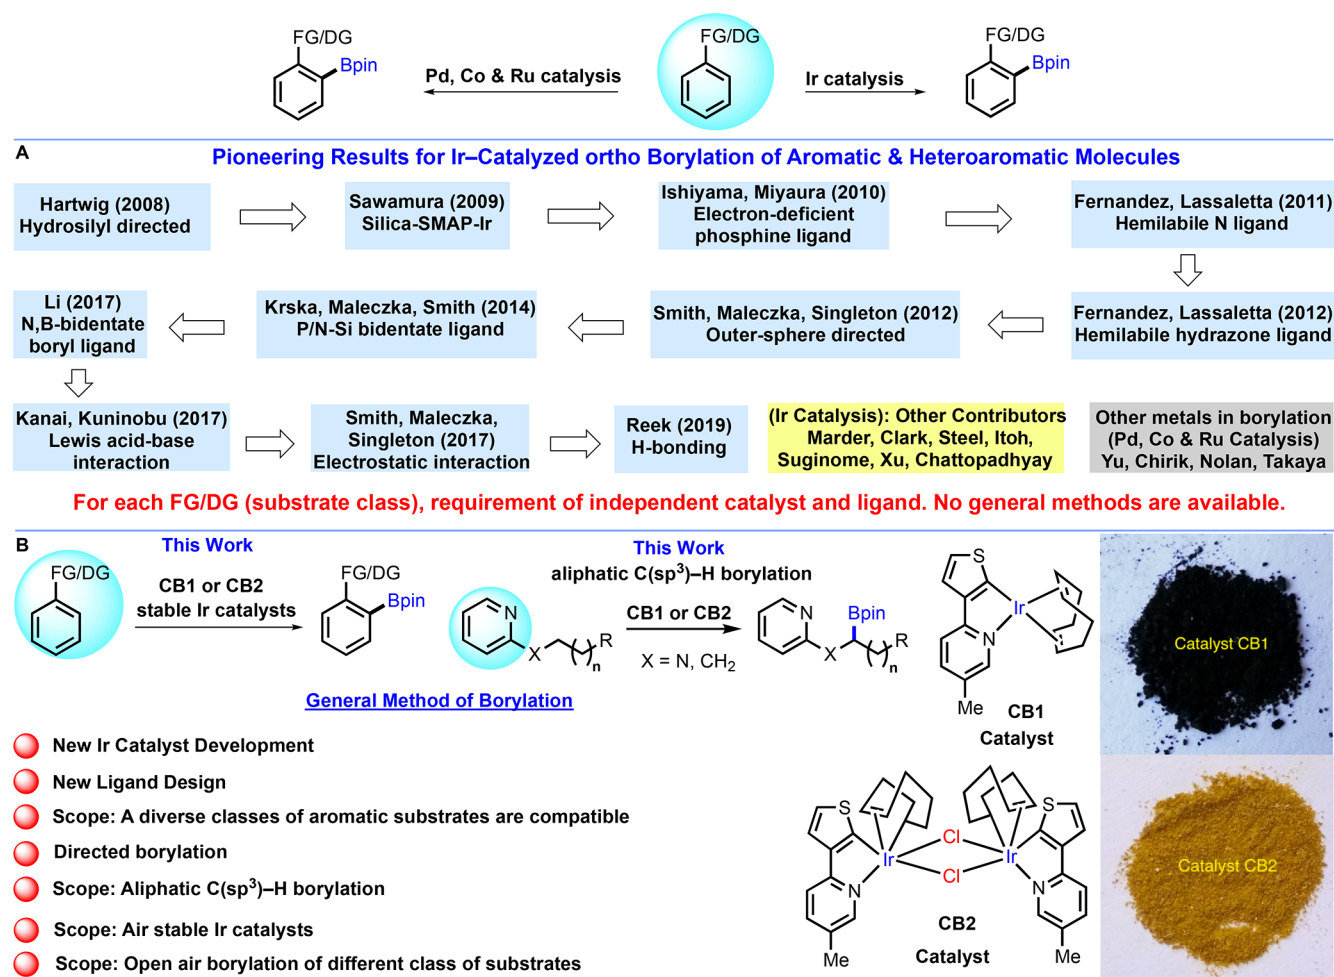 FG/DG
Bpin
Pd, Co & Ru catalysis
FG/DG
Ir catalysis
FG/DG
Bpin
A
Pioneering Results for Ir–Catalyzed ortho Borylation of Aromatic & Heteroaromatic Molecules
Hartwig (2008)
Hydrosilyl directed
Sawamura (2009)
Silica-SMAP-Ir
Ishiyama, Miyaura (2010)
Electron-deficient
phosphine ligand
Fernandez, Lassaletta (2011)
Hemilabile N ligand
Fernandez, Lassaletta (2012)
Hemilabile hydrazone ligand
Smith, Maleczka, Singleton (2012)
Outer-sphere directed
Krska, Maleczka, Smith (2014)
P/N-Si bidentate ligand
Li (2017)
N,B-bidentate
boryl ligand
Kanai, Kuninobu (2017)
Lewis acid-base
interaction
Smith, Maleczka,
Singleton (2017)
Electrostatic interaction
Reek (2019)
H-bonding
(Ir Catalysis): Other Contributors
Marder, Clark, Steel, Itoh,
Suginome, Xu, Chattopadhyay
Other metals in borylation
(Pd, Co & Ru Catalysis)
Yu, Chirik, Nolan, Takaya
For each FG/DG (substrate class), requirement of independent catalyst and ligand. No general methods are available.
B
This Work
FG/DG
CB1 or CB2
stable Ir catalysts
FG/DG
Bpin
This Work
aliphatic C(sp³)–H borylation
N
X
n
R
CB1 or CB2
X = N, CH₂
Bpin
N
X
n
R
S
Ir
N
Me
CB1
Catalyst
Catalyst CB1
General Method of Borylation
New Ir Catalyst Development
New Ligand Design
Scope: A diverse classes of aromatic substrates are compatible
Directed borylation
Scope: Aliphatic C(sp³)–H borylation
Scope: Air stable Ir catalysts
Scope: Open air borylation of different class of substrates
S
Ir
N
Me
Cl
Cl
S
Ir
N
Me
CB2
Catalyst
Catalyst CB2